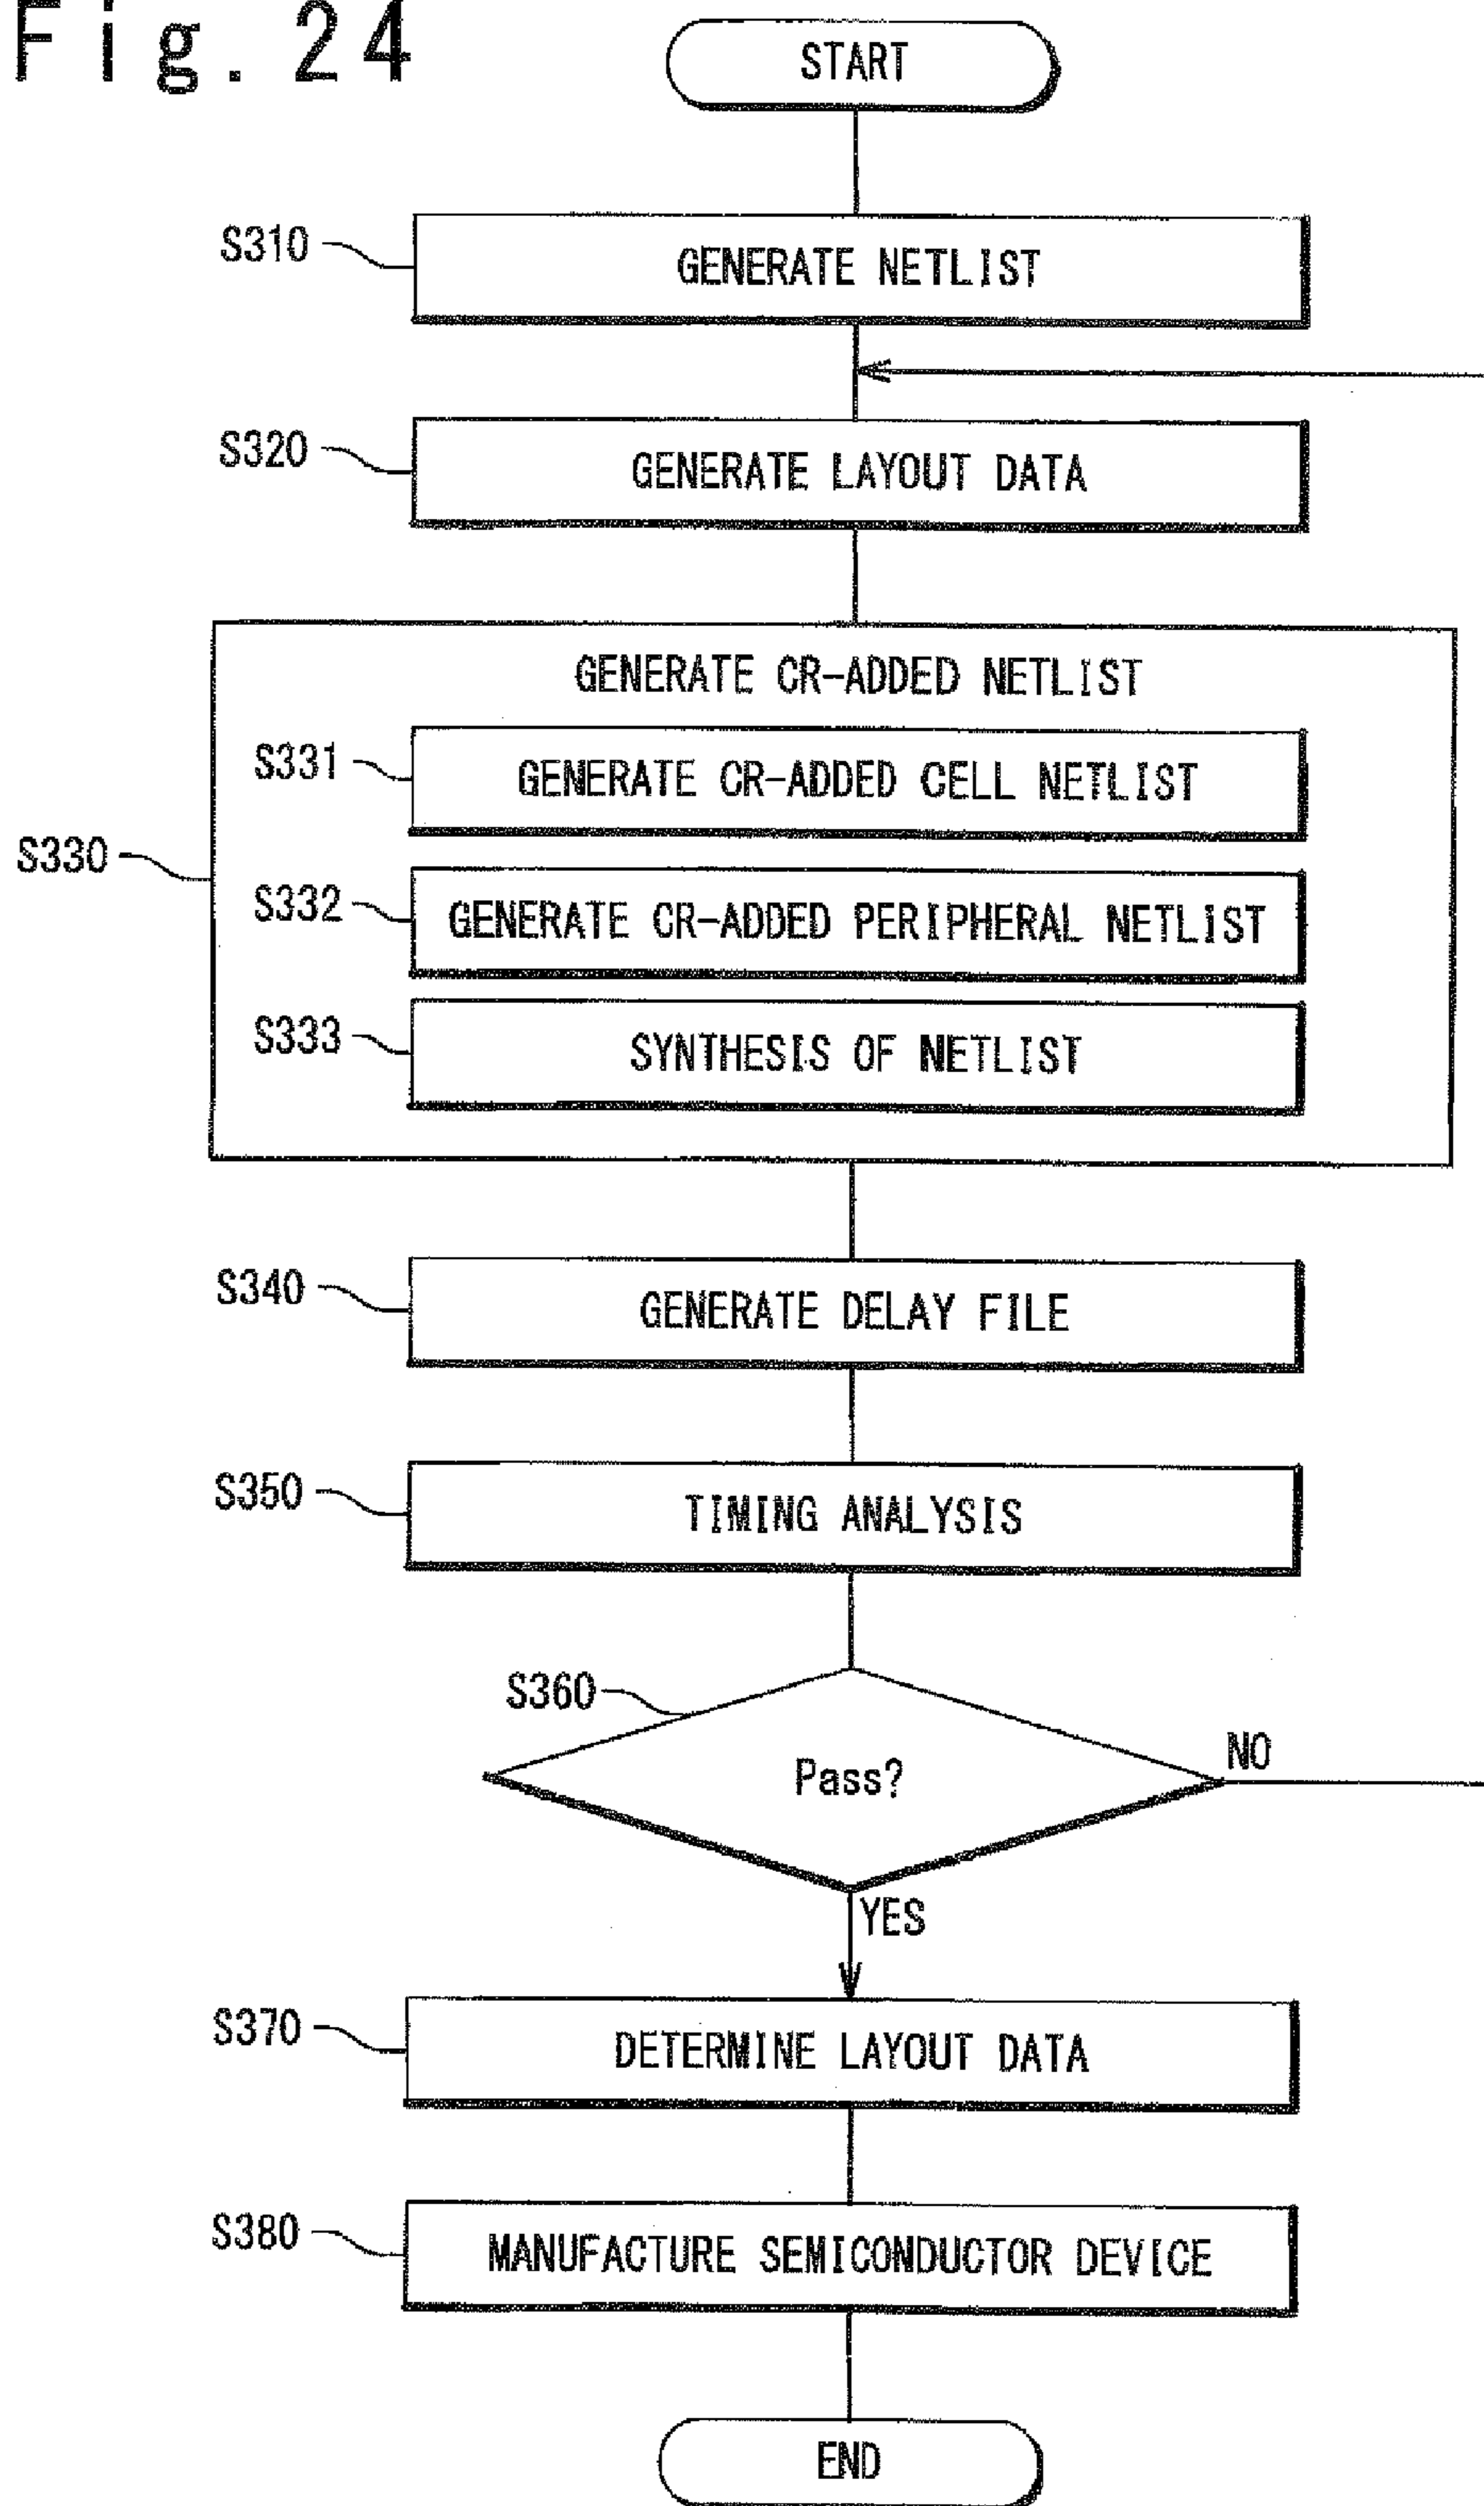 Fig. 24
START
S310
GENERATE NETLIST
S320
GENERATE LAYOUT DATA
S330
GENERATE CR-ADDED NETLIST
S331
GENERATE CR-ADDED CELL NETLIST
S332
GENERATE CR-ADDED PERIPHERAL NETLIST
S333
SYNTHESIS OF NETLIST
S340
GENERATE DELAY FILE
S350
TIMING ANALYSIS
S360
Pass?
NO
YES
S370
DETERMINE LAYOUT DATA
S380
MANUFACTURE SEMICONDUCTOR DEVICE
END